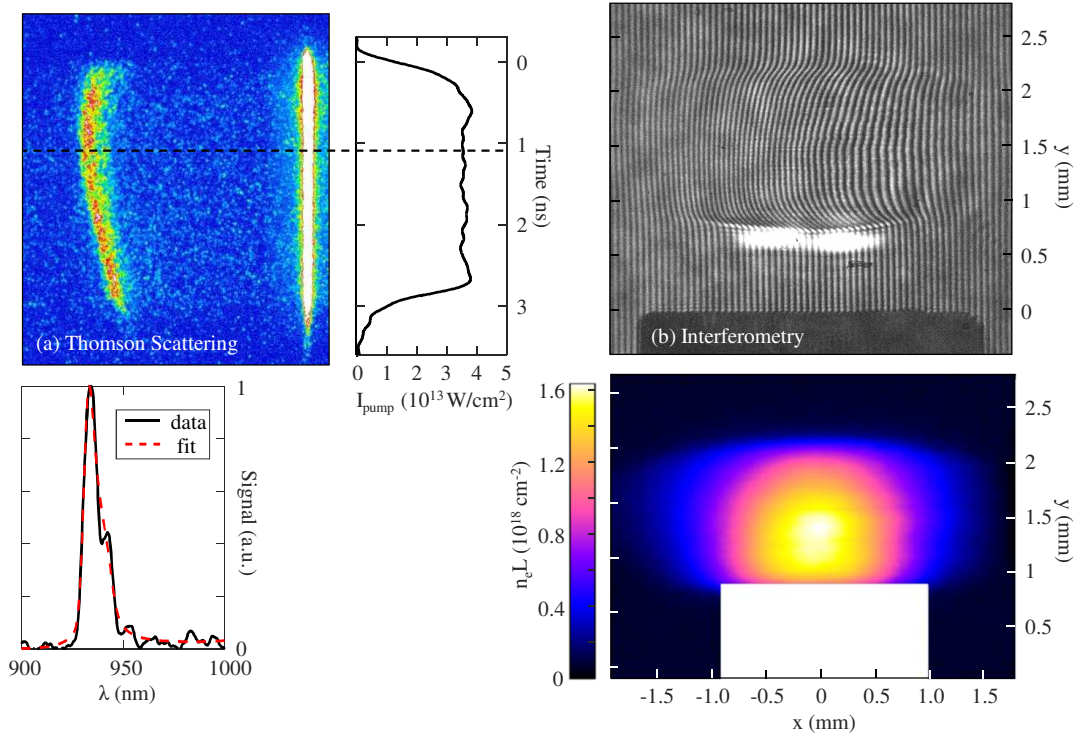 (a) Thomson Scattering
0
1
2
3
Time (ns)
0 1 2 3 4 5
I_pump (10^13 W/cm^2)
2.5
2
1.5
1
0.5
0
y (mm)
(b) Interferometry
data
fit
1
0
Signal (a.u.)
900 950 1000
λ (nm)
1.6
1.2
0.8
0.4
0
n_eL (10^18 cm^-2)
2.5
2
1.5
1
0.5
y (mm)
-1.5 -1.0 -0.5 0 0.5 1.0 1.5
x (mm)